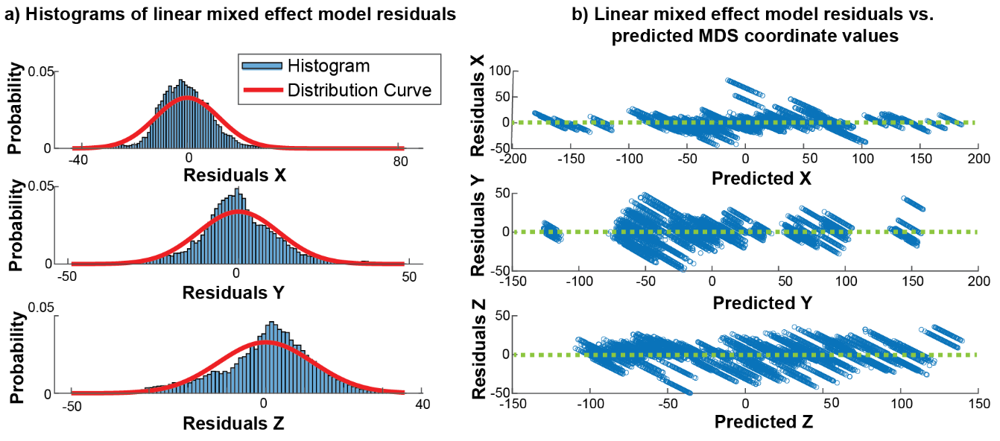 a) Histograms of linear mixed effect model residuals
b) Linear mixed effect model residuals vs.
predicted MDS coordinate values
Probability
0.05
0
-40
0
80
Residuals X
Histogram
Distribution Curve
Probability
0.05
0
-50
0
50
Residuals Y
Probability
0.05
0
-50
0
40
Residuals Z
Residuals X
100
50
0
-50
-200
-150
-100
-50
0
50
100
150
200
Predicted X
Residuals Y
50
0
-50
-150
-100
-50
0
50
100
150
200
Predicted Y
Residuals Z
50
0
-50
-150
-100
-50
0
50
100
150
Predicted Z